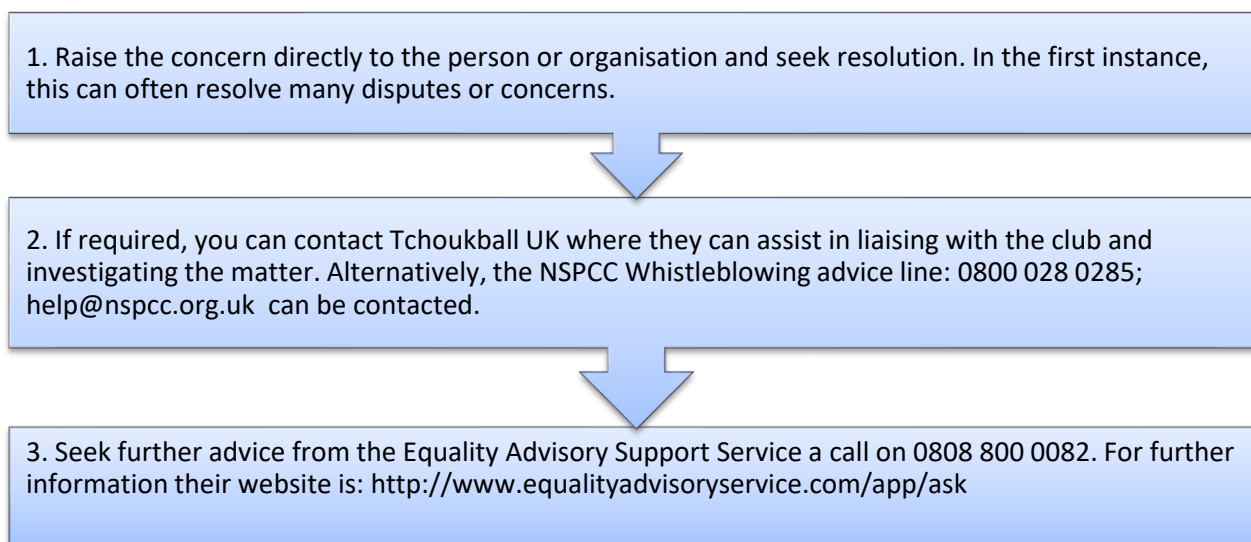 1. Raise the concern directly to the person or organisation and seek resolution. In the first instance,
this can often resolve many disputes or concerns.
2. If required, you can contact Tchoukball UK where they can assist in liaising with the club and
investigating the matter. Alternatively, the NSPCC Whistleblowing advice line: 0800 028 0285;
help@nspcc.org.uk  can be contacted.
3. Seek further advice from the Equality Advisory Support Service a call on 0808 800 0082. For further
information their website is: http://www.equalityadvisoryservice.com/app/ask